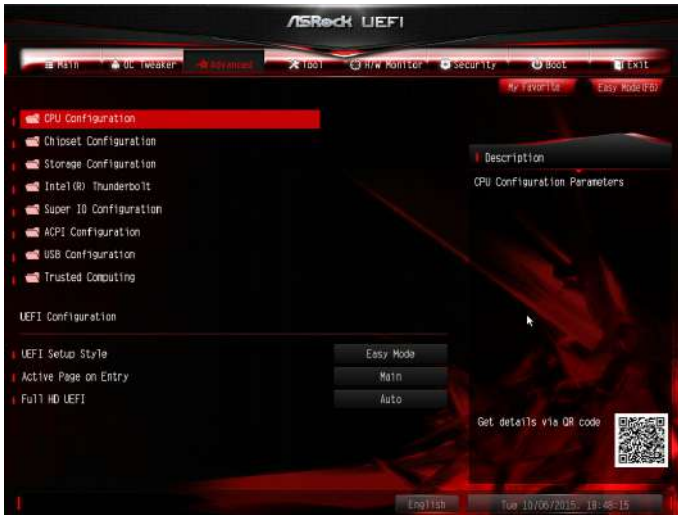 ASRock UEFI
Main OC Tweaker Advanced Tool H/W Monitor Security Boot Exit
My Favorite Easy Mode(F6)
CPU Configuration
Chipset Configuration
Storage Configuration
Intel(R) Thunderbolt
Super IO Configuration
ACPI Configuration
USB Configuration
Trusted Computing
Description
CPU Configuration Parameters
UEFI Configuration
UEFI Setup Style Easy Mode
Active Page on Entry Main
Full HD UEFI Auto
Get details via QR code
English Tue 10/06/2015, 18:48:15